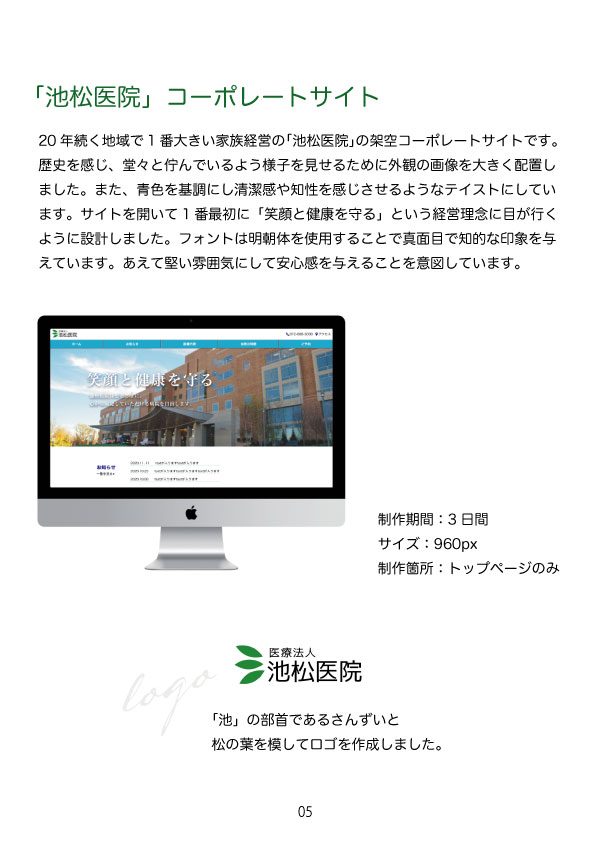 「池松医院」コーポレートサイト
20年続く地域で1番大きい家族経営の「池松医院」の架空コーポレートサイトです。
歴史を感じ、堂々と佇んでいるよう様子を見せるために外観の画像を大きく配置し
ました。また、青色を基調にし清潔感や知性を感じさせるようなテイストにしてい
ます。サイトを開いて1番最初に「笑顔と健康を守る」という経営理念に目が行く
ように設計しました。フォントは明朝体を使用することで真面目で知的な印象を与
えています。あえて堅い雰囲気にして安心感を与えることを意図しています。
池松医院
アクセス
ホーム
お知らせ
ご予約
笑顔と健康を守る
お知らせ
制作期間：3日間
サイズ：960px
制作箇所：トップページのみ
logo
医療法人
池松医院
「池」の部首であるさんずいと
松の葉を模してロゴを作成しました。
05